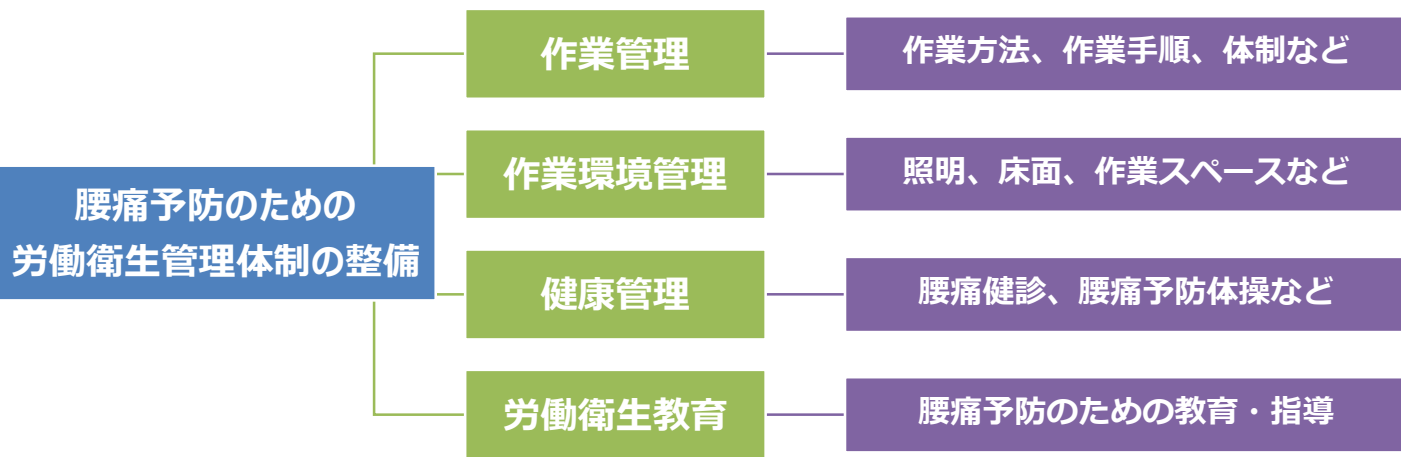 腰痛予防のための
労働衛生管理体制の整備
作業管理
作業方法、作業手順、体制など
作業環境管理
照明、床面、作業スペースなど
健康管理
腰痛健診、腰痛予防体操など
労働衛生教育
腰痛予防のための教育・指導